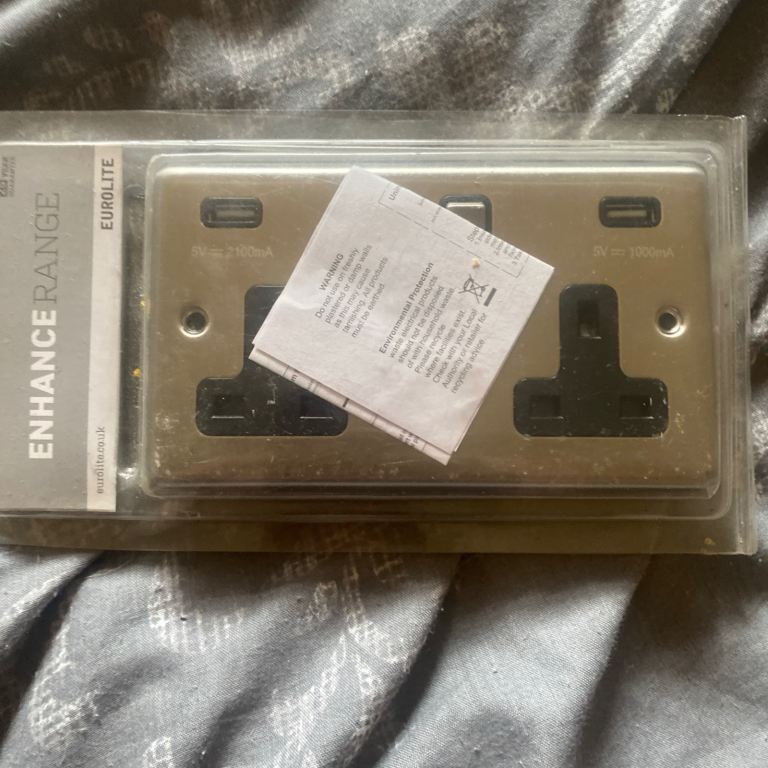 YEAR
GUARANTEE
ENHANCE RANGE
EUROLITE
eurolite.co.uk
5V 2100mA
5V 1000mA
WARNING
Do not use on freshly
plastered or damp walls
as this may cause
tarnishing. All products
must be earthed.
Environmental Protection
waste electrical products
should not be disposed
of with household waste.
Please recycle
where facilities exist.
Check with your Local
Authority or retailer for
recycling advice.